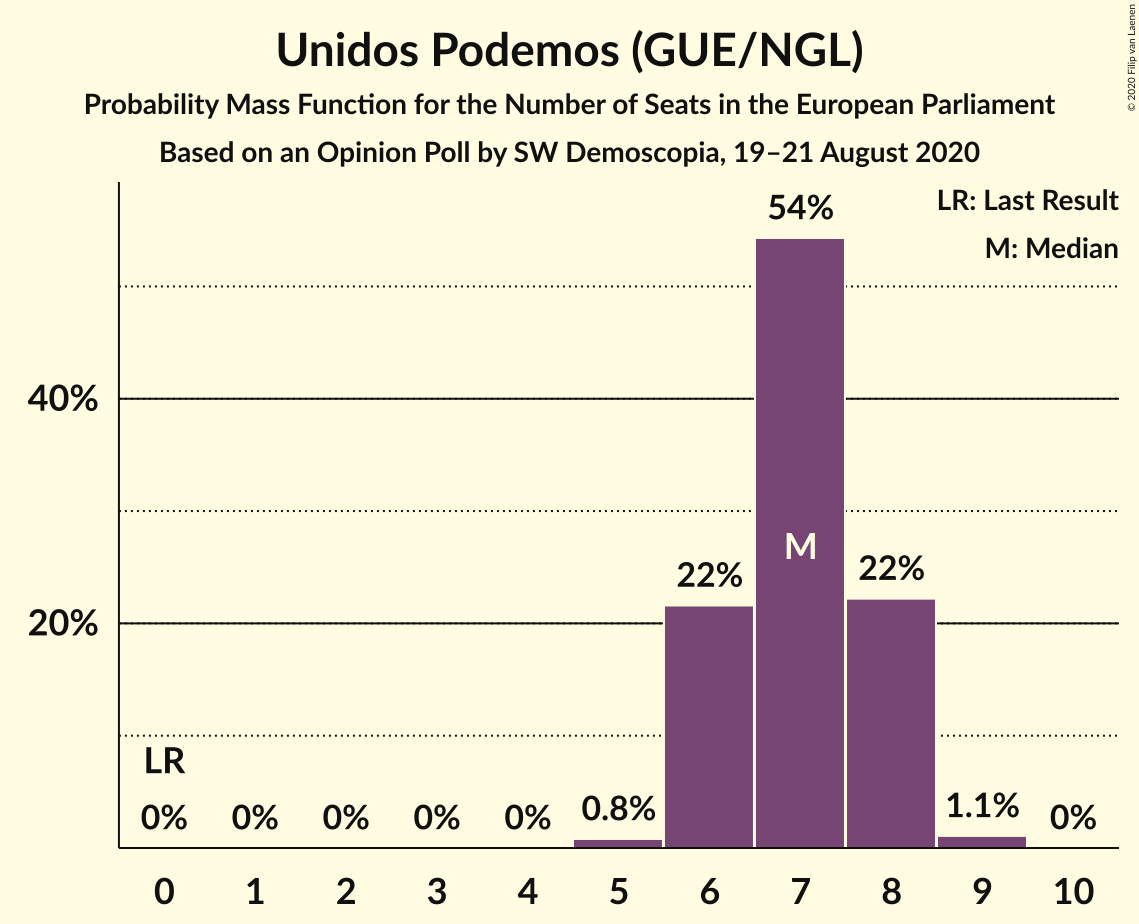 Unidos Podemos (GUE/NGL)
Probability Mass Function for the Number of Seats in the European Parliament
Based on an Opinion Poll by SW Demoscopia, 19–21 August 2020
© 2020 Filip van Laenen
LR: Last Result
M: Median
54%
40%
M
22%
22%
20%
LR
0%
0%
0%
0%
0%
0.8%
1.1%
0%
0 1 2 3 4 5 6 7 8 9 10